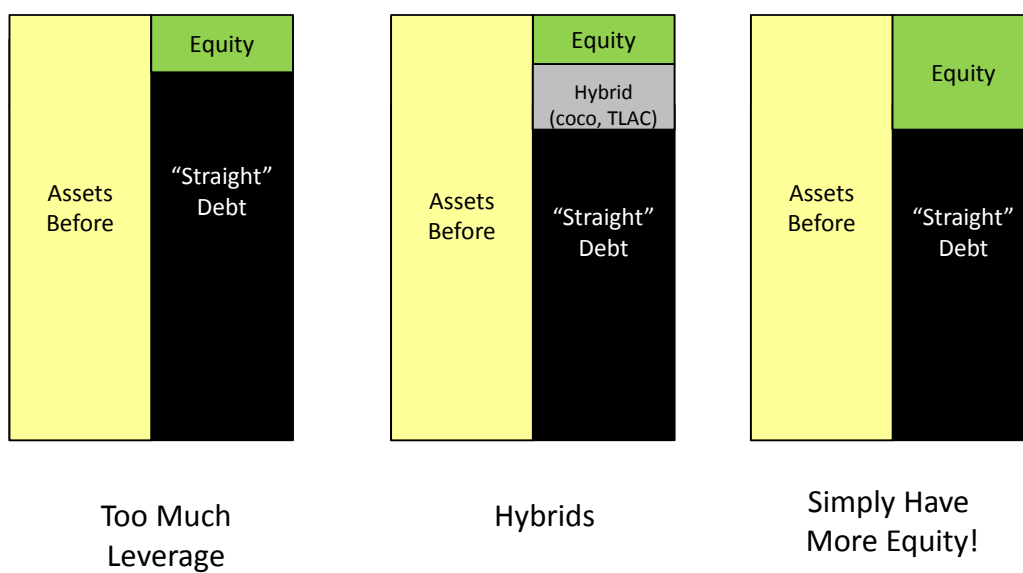 Equity
“Straight”
Debt
Assets
Before
Too Much
Leverage
Equity
Hybrid
(coco, TLAC)
Assets
Before
“Straight”
Debt
Hybrids
Equity
Assets
Before
“Straight”
Debt
Simply Have
More Equity!